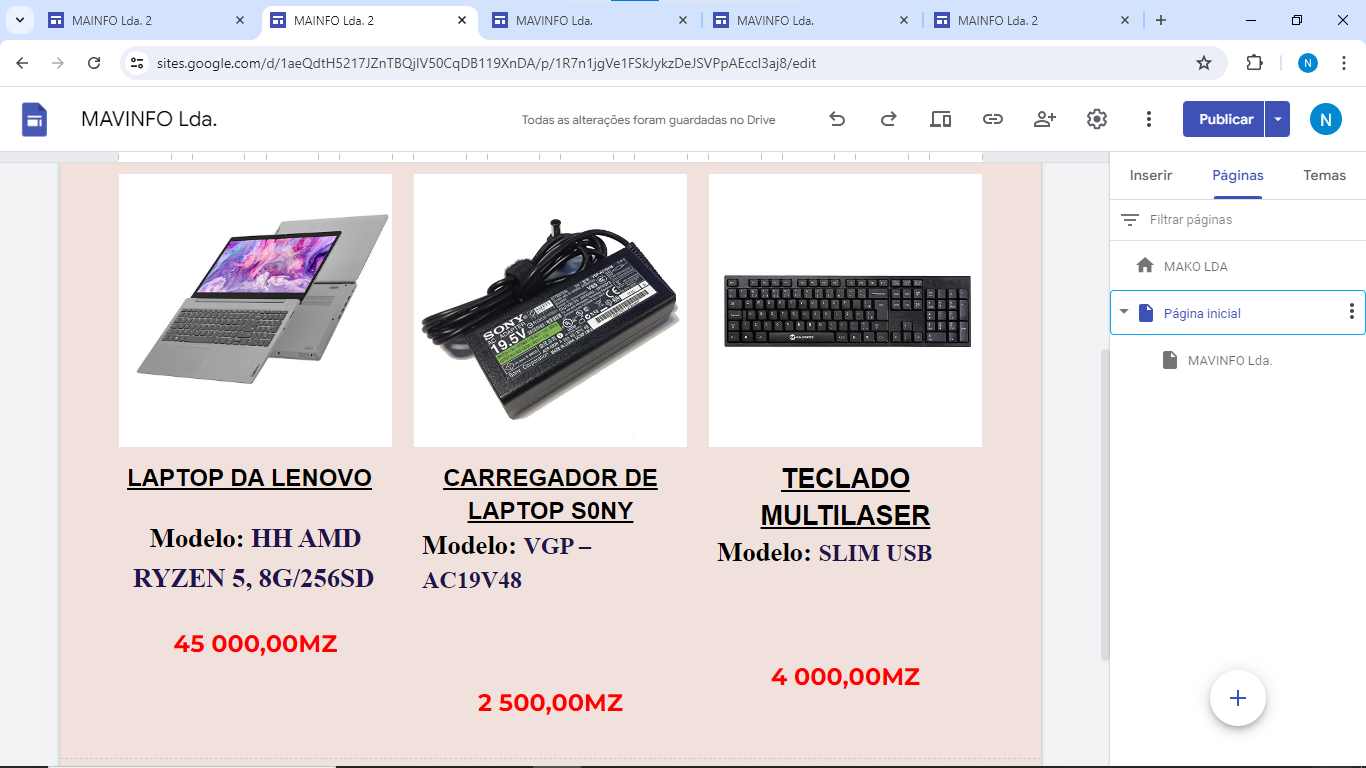 MAINFO Lda. 2
MAINFO Lda. 2
MAVINFO Lda.
MAVINFO Lda.
MAINFO Lda. 2
sites.google.com/d/1aeQdtH5217JZnTBQjIV50CqDB119XnDA/p/1R7n1jgVe1FSkJykzDeJSVPpAEccI3aj8/edit
N
MAVINFO Lda.
Todas as alterações foram guardadas no Drive
Publicar
N
Inserir
Páginas
Temas
Filtrar páginas
MAKO LDA
Página inicial
MAVINFO Lda.
SONY
19.5V
LAPTOP DA LENOVO
Modelo: HH AMD
RYZEN 5, 8G/256SD
45 000,00MZ
CARREGADOR DE
LAPTOP S0NY
Modelo: VGP –
AC19V48
2 500,00MZ
TECLADO
MULTILASER
Modelo: SLIM USB
4 000,00MZ